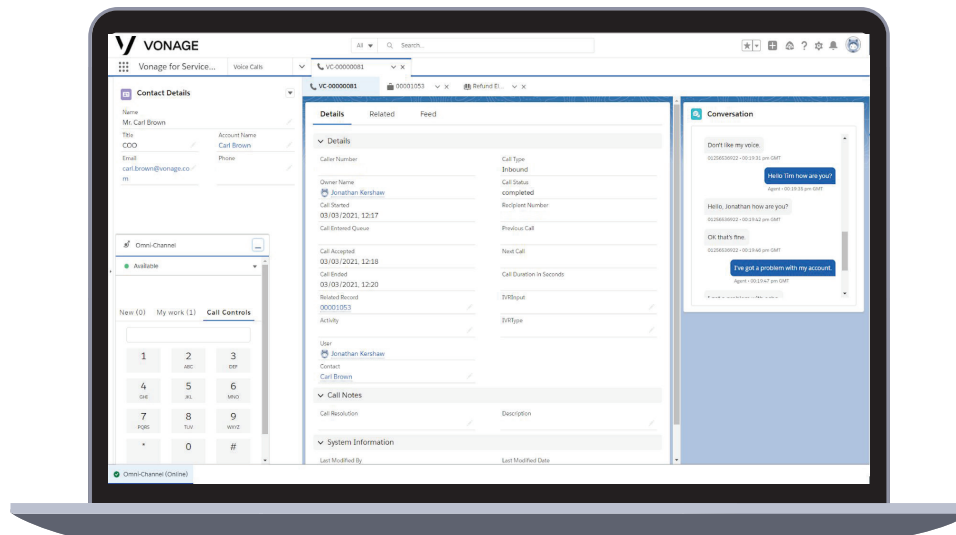 VONAGE
All
Search...
Vonage for Service...
Voice Calls
VC-00000081
VC-00000081
00001053
Refund El...
Contact Details
Name
Mr. Carl Brown
Title
Account Name
COO
Carl Brown
Email
Phone
carl.brown@vonage.co
m
Omni-Channel
Available
New (0)
My work (1)
Call Controls
1
2
ABC
3
DEF
4
GHI
5
JKL
6
MNO
7
PQRS
8
TUV
9
WXYZ
*
0
#
Omni-Channel (Online)
Details
Related
Feed
Details
Caller Number
Call Type
Inbound
Owner Name
Call Status
Jonathan Kershaw
completed
Call Started
Recipient Number
03/03/2021, 12:17
Call Entered Queue
Previous Call
Call Accepted
Next Call
03/03/2021, 12:18
Call Ended
Call Duration in Seconds
03/03/2021, 12:20
Related Record
IVRInput
00001053
Activity
IVRType
User
Jonathan Kershaw
Contact
Carl Brown
Call Notes
Call Resolution
Description
System Information
Last Modified By
Last Modified Date
Conversation
Don't like my voice.
Hello Tim how are you?
Hello, Jonathan how are you?
OK that's fine.
I've got a problem with my account.
Agent • 00:19:47 pm GMT